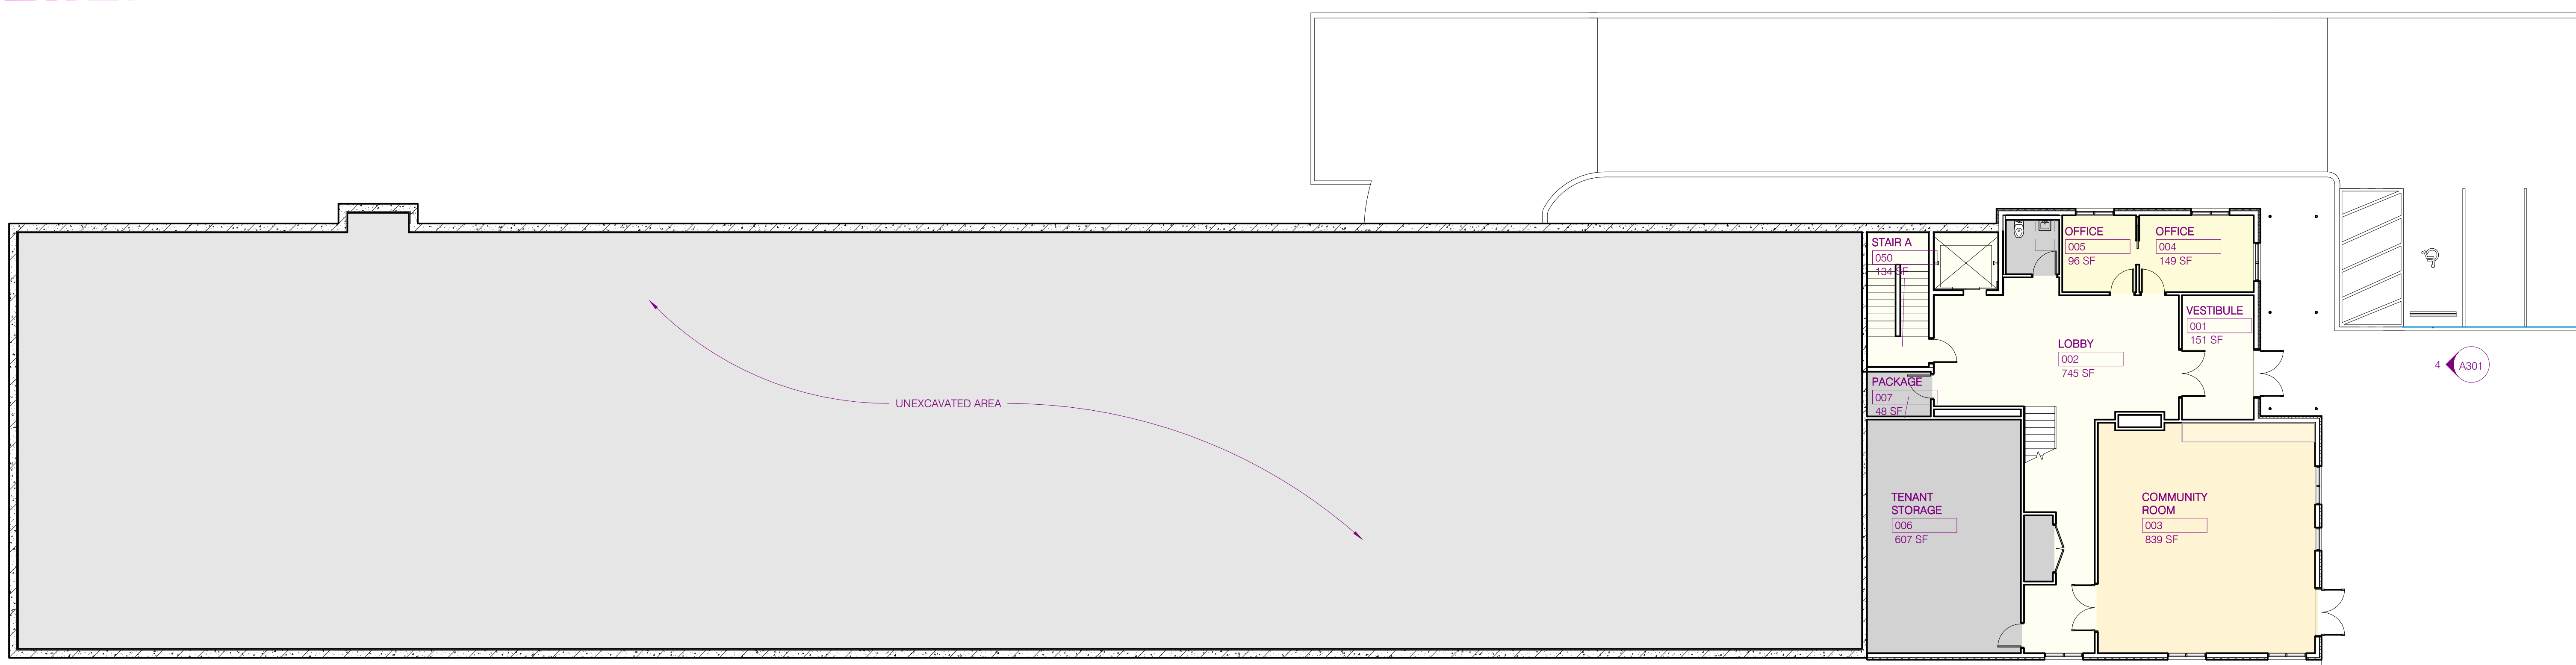 STAIR A
050
134 SF
OFFICE
005
96 SF
OFFICE
004
149 SF
VESTIBULE
001
151 SF
LOBBY
002
745 SF
4
A301
PACKAGE
007
48 SF
UNEXCAVATED AREA
TENANT
STORAGE
006
607 SF
COMMUNITY
ROOM
003
839 SF